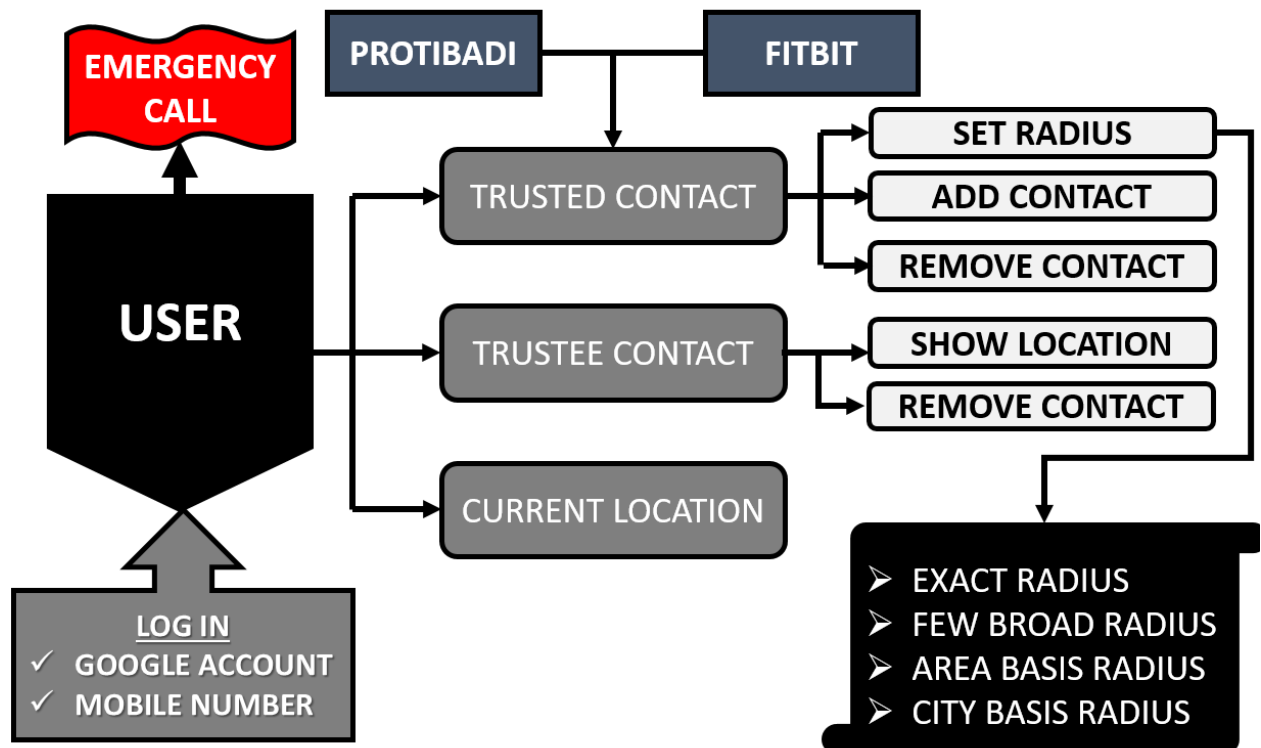 EMERGENCY
CALL
PROTIBADI
FITBIT
USER
TRUSTED CONTACT
TRUSTEE CONTACT
CURRENT LOCATION
SET RADIUS
ADD CONTACT
REMOVE CONTACT
SHOW LOCATION
REMOVE CONTACT
LOG IN
✓ GOOGLE ACCOUNT
✓ MOBILE NUMBER
➢ EXACT RADIUS
➢ FEW BROAD RADIUS
➢ AREA BASIS RADIUS
➢ CITY BASIS RADIUS